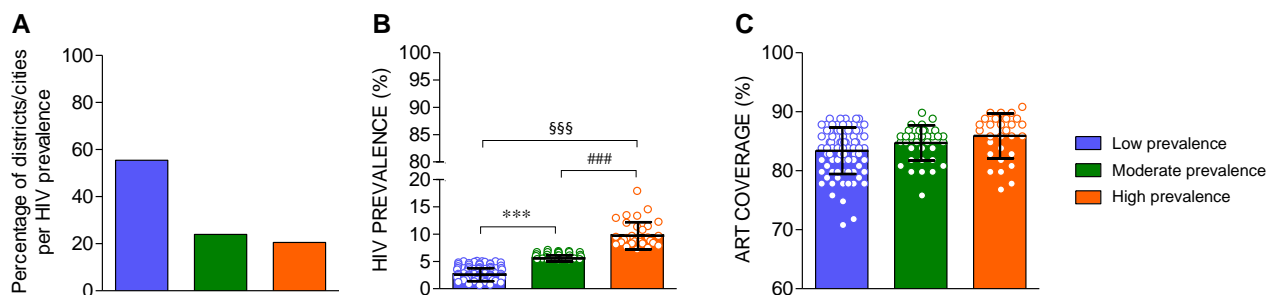 A
Percentage of districts/cities
per HIV prevalence
100
80
60
40
20
0
B
HIV PREVALENCE (%)
100
95
90
85
80
20
15
10
5
0
§§§
###
***
C
ART COVERAGE (%)
100
90
80
70
60
Low prevalence
Moderate prevalence
High prevalence